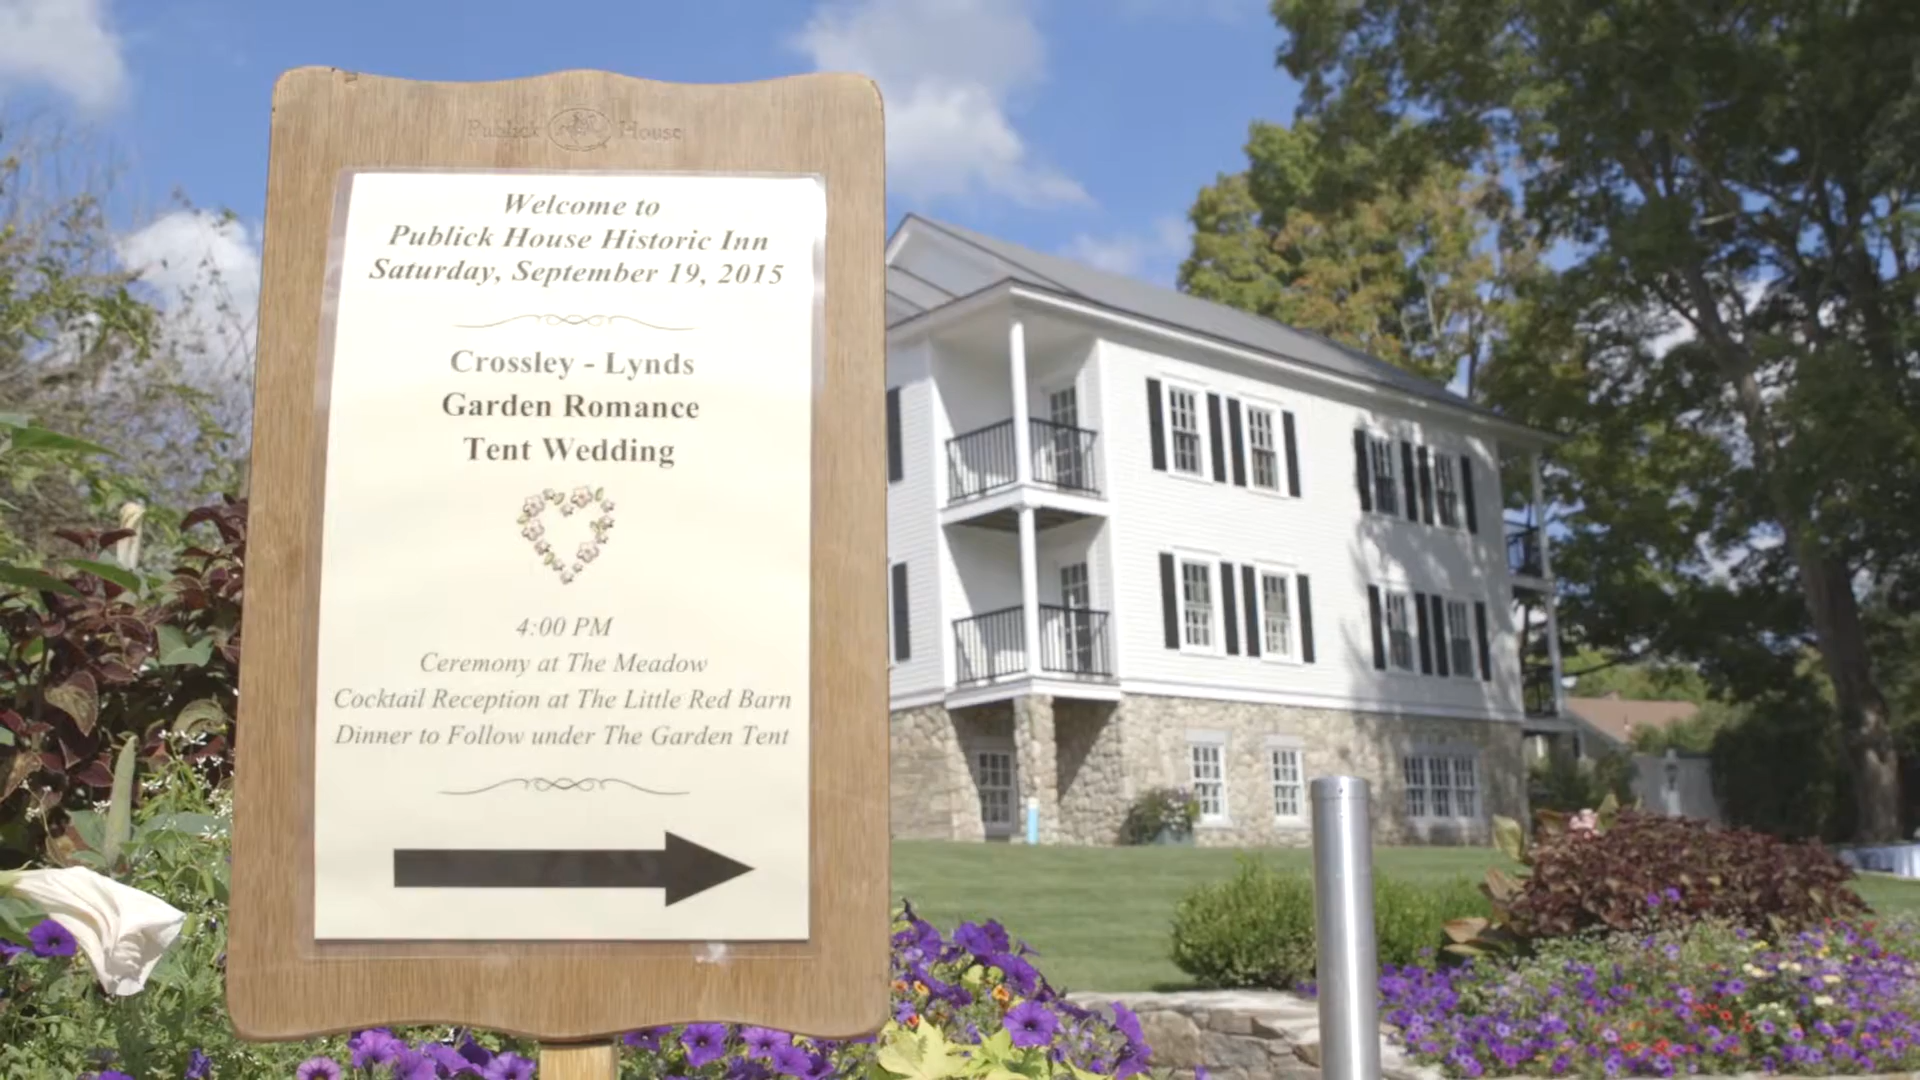 Publick House
Welcome to
Publick House Historic Inn
Saturday, September 19, 2015
Crossley - Lynds
Garden Romance
Tent Wedding
4:00 PM
Ceremony at The Meadow
Cocktail Reception at The Little Red Barn
Dinner to Follow under The Garden Tent